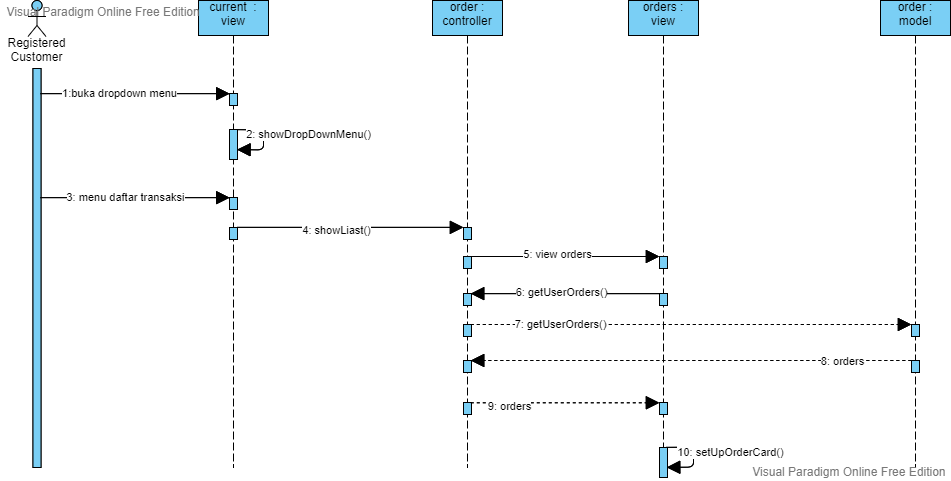 Visual Paradigm Online Free Edition
Registered
Customer
current :
view
order :
controller
orders :
view
order :
model
1:buka dropdown menu
2: showDropDownMenu()
3: menu daftar transaksi
4: showLiast()
5: view orders
6: getUserOrders()
7: getUserOrders()
8: orders
9: orders
10: setUpOrderCard()
Visual Paradigm Online Free Edition